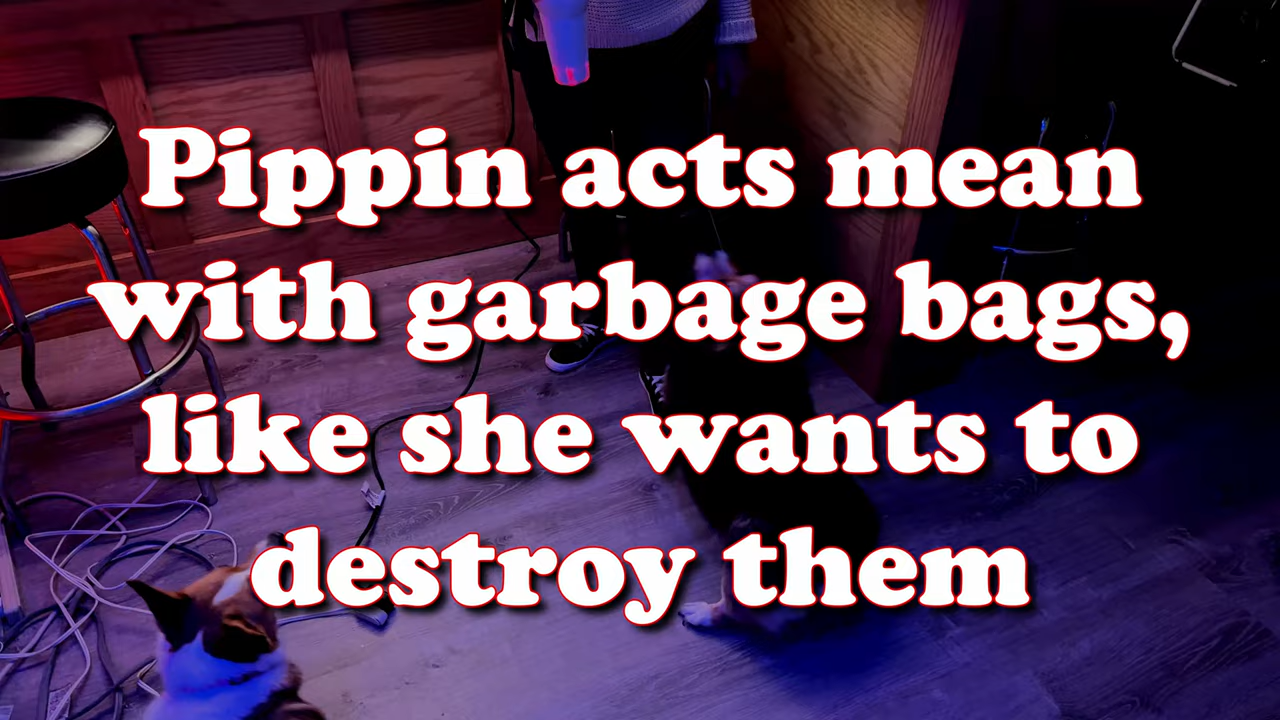 Pippin acts mean
with garbage bags,
like she wants to
destroy them